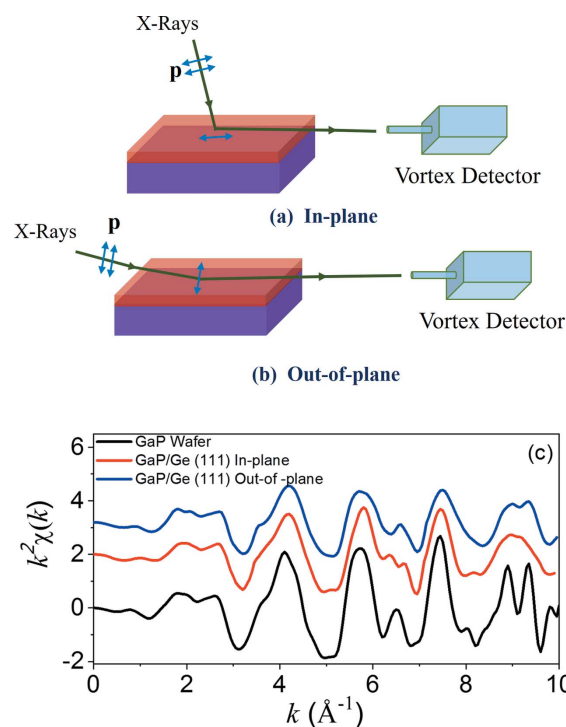 X-Rays
p
Vortex Detector
(a) In-plane
X-Rays
p
Vortex Detector
(b) Out-of-plane
(c)
GaP Wafer
GaP/Ge (111) In-plane
GaP/Ge (111) Out-of -plane
k²χ(k)
6
4
2
0
-2
0 2 4 6 8 10
k (Å⁻¹)